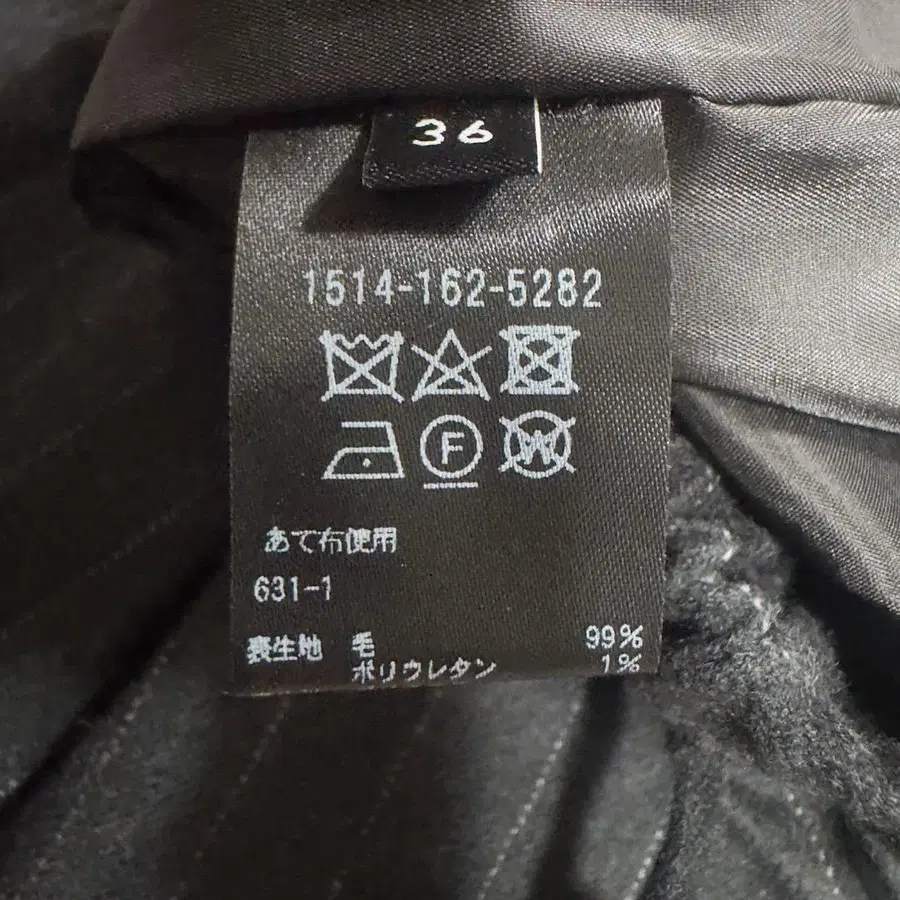 36
1514-162-5282
F W
あて布使用
631-1
表生地 毛 99%
ポリウレタン 1%